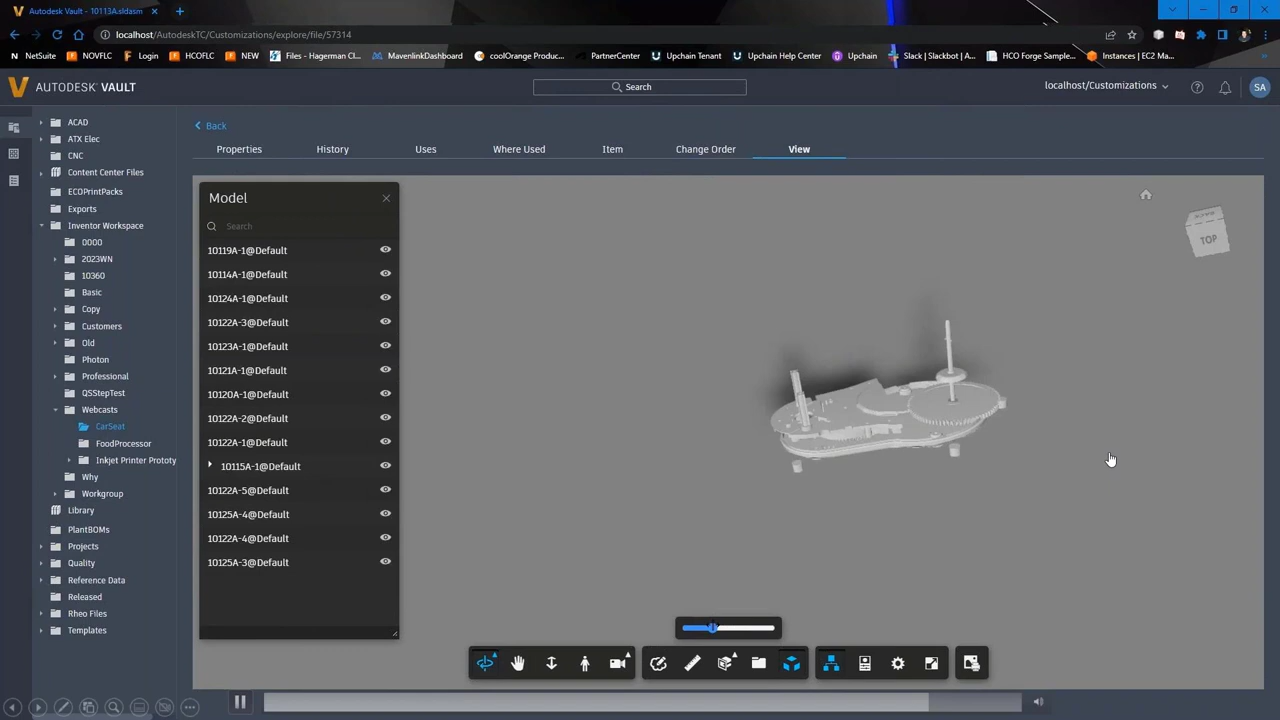 Autodesk Vault - 10113A.sldasm
localhost/AutodeskTC/Customizations/explore/file/57314
NetSuite NOVFLC Login HCOFLC NEW Files - Hagerman Cl... MavenlinkDashboard coolOrange Produc... PartnerCenter Upchain Tenant Upchain Help Center Upchain Slack | Slackbot | A... HCO Forge Sample... Instances | EC2 Ma...
AUTODESK VAULT
Search
localhost/Customizations
SA
ACAD
ATX Elec
CNC
Content Center Files
ECOPrintPacks
Exports
Inventor Workspace
0000
2023WN
10360
Basic
Copy
Customers
Old
Photon
Professional
QSStepTest
Webcasts
CarSeat
FoodProcessor
Inkjet Printer Prototy
Why
Workgroup
Library
PlantBOMs
Projects
Quality
Reference Data
Released
Rheo Files
Templates
Back
Properties History Uses Where Used Item Change Order View
Model
Search
10119A-1@Default
10114A-1@Default
10124A-1@Default
10122A-3@Default
10123A-1@Default
10121A-1@Default
10120A-1@Default
10122A-2@Default
10122A-1@Default
10115A-1@Default
10122A-5@Default
10125A-4@Default
10122A-4@Default
10125A-3@Default
TOP